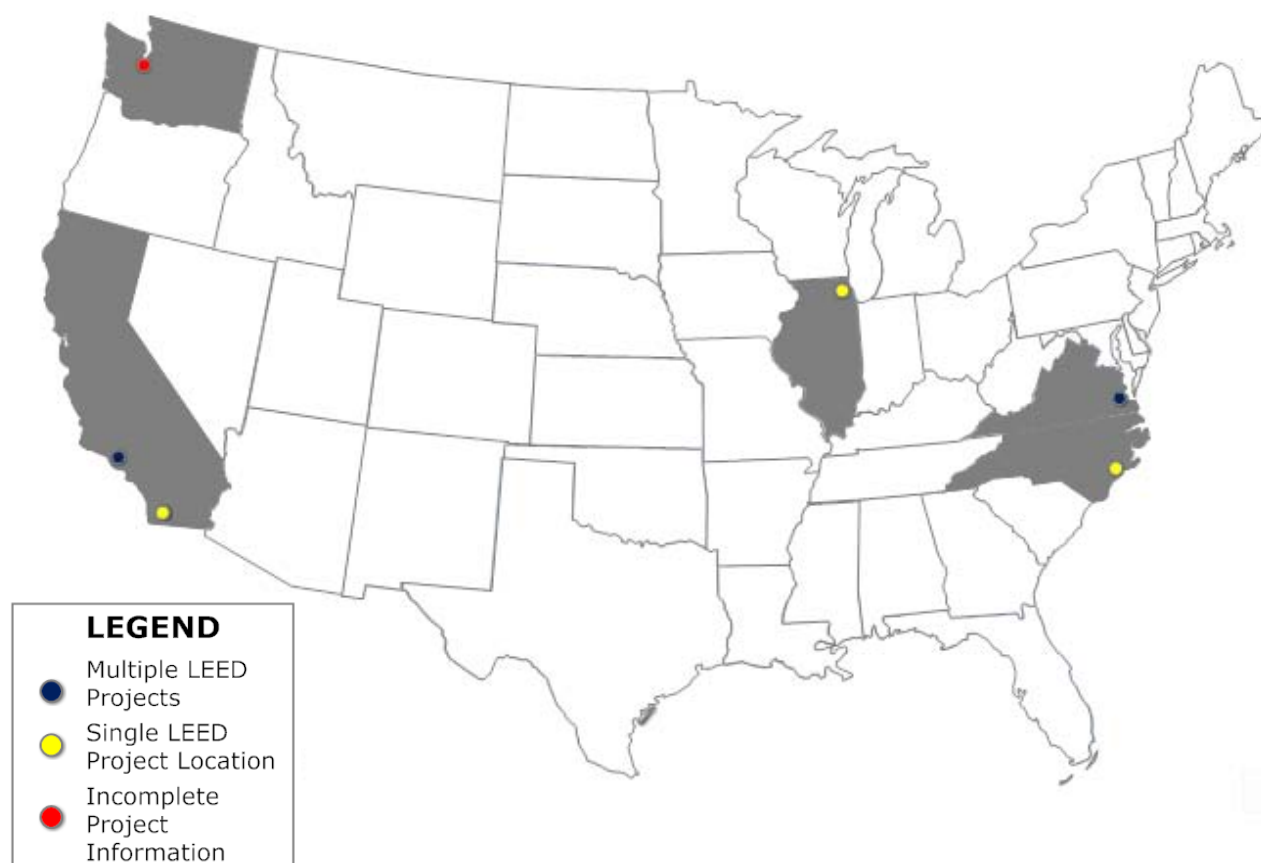 LEGEND
Multiple LEED
Projects
Single LEED
Project Location
Incomplete
Project
Information